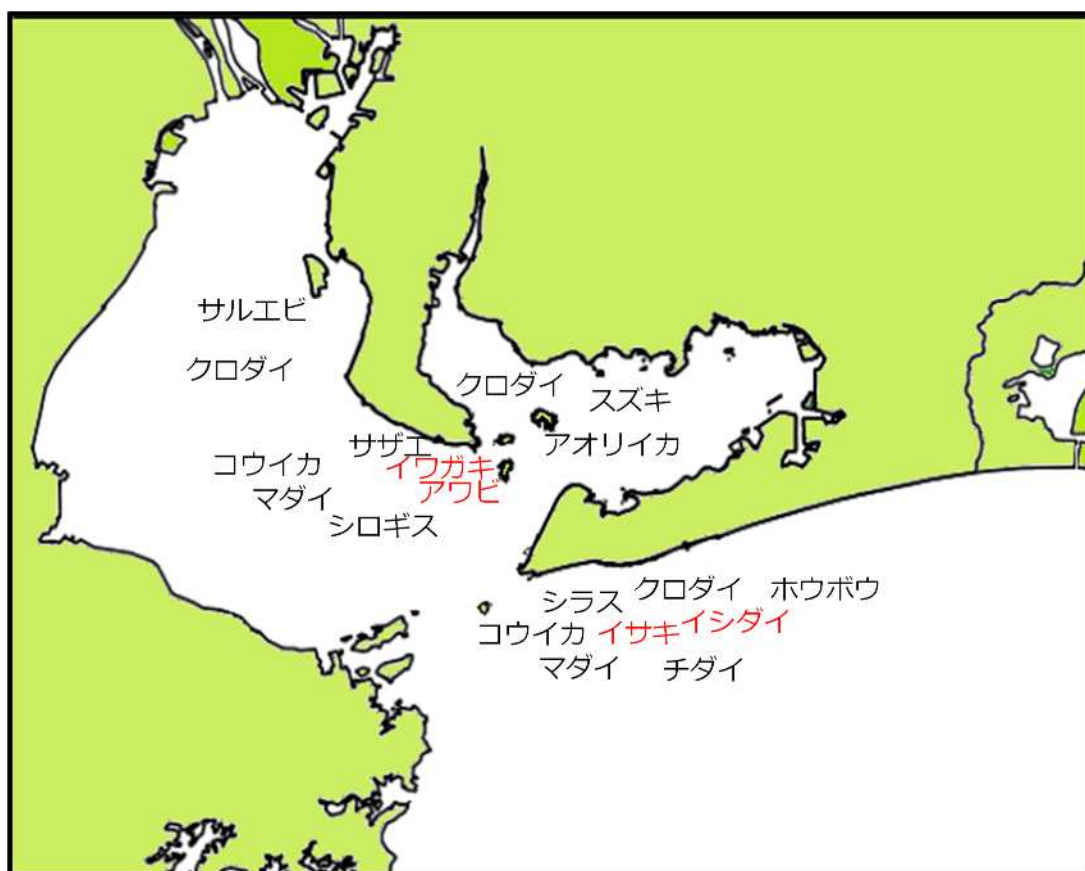 サルエビ
クロダイ
クロダイ
スズキ
アオリイカ
サザエ
イワガキ
コウイカ
アワビ
マダイ
シロギス
クロダイ
ホウボウ
シラス
イシダイ
コウイカ
イサキ
マダイ
チダイ